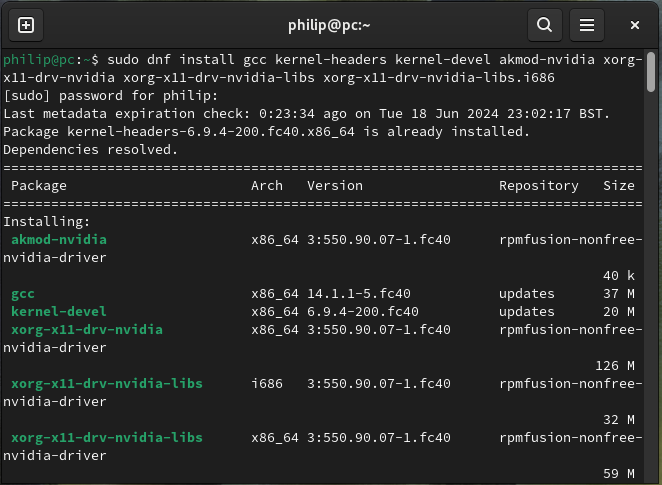 philip@pc:~
philip@pc:~$ sudo dnf install gcc kernel-headers kernel-devel akmod-nvidia xorg-
x11-drv-nvidia xorg-x11-drv-nvidia-libs xorg-x11-drv-nvidia-libs.i686
[sudo] password for philip:
Last metadata expiration check: 0:23:34 ago on Tue 18 Jun 2024 23:02:17 BST.
Package kernel-headers-6.9.4-200.fc40.x86_64 is already installed.
Dependencies resolved.
================================================================================
Package Arch Version Repository Size
================================================================================
Installing:
akmod-nvidia x86_64 3:550.90.07-1.fc40 rpmfusion-nonfree-
nvidia-driver
40 k
gcc x86_64 14.1.1-5.fc40 updates 37 M
kernel-devel x86_64 6.9.4-200.fc40 updates 20 M
xorg-x11-drv-nvidia x86_64 3:550.90.07-1.fc40 rpmfusion-nonfree-
nvidia-driver
126 M
xorg-x11-drv-nvidia-libs i686 3:550.90.07-1.fc40 rpmfusion-nonfree-
nvidia-driver
32 M
xorg-x11-drv-nvidia-libs x86_64 3:550.90.07-1.fc40 rpmfusion-nonfree-
nvidia-driver
59 M